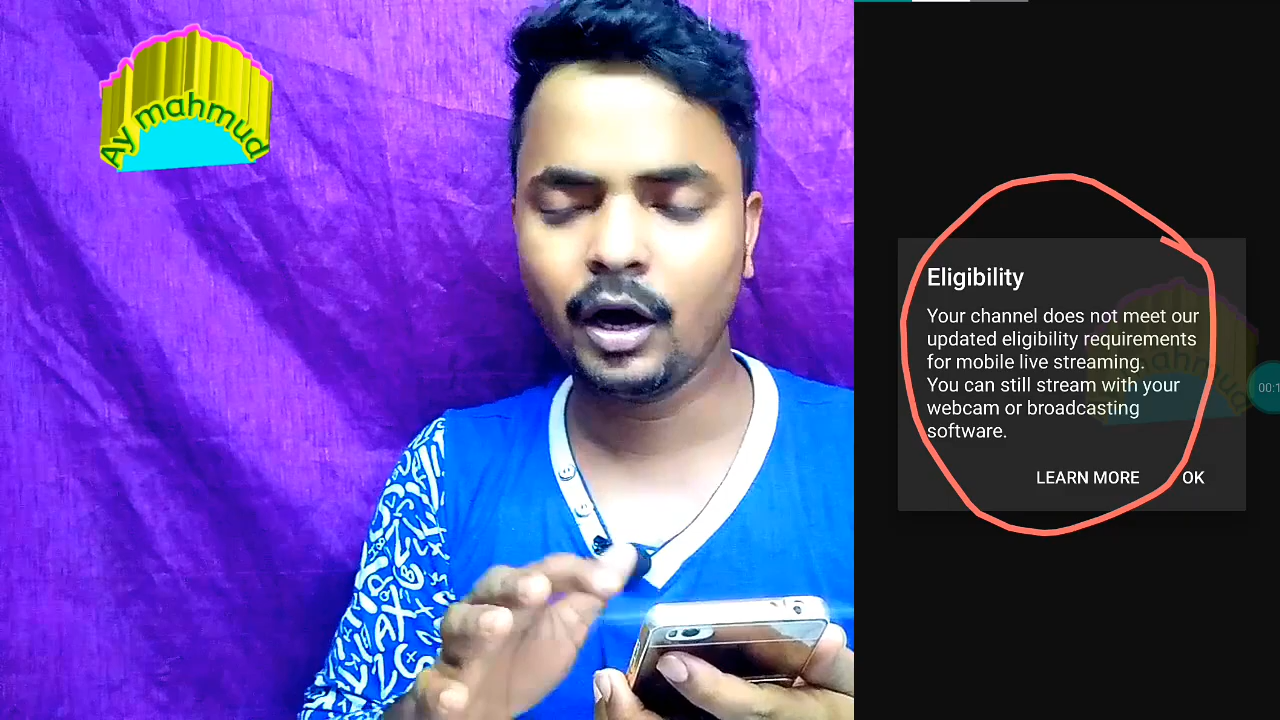 Ay mahmud
Eligibility
Your channel does not meet our
updated eligibility requirements
for mobile live streaming.
You can still stream with your
webcam or broadcasting
software.
LEARN MORE OK